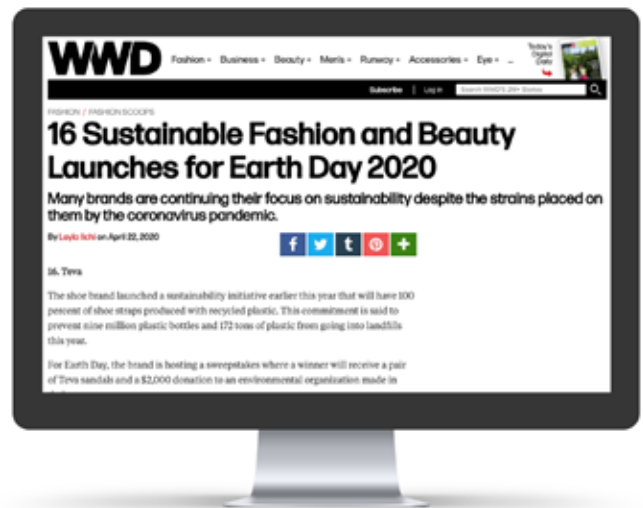 WWD
Fashion Business Beauty Men's Runway Accessories Eye ...
Today's
Digital
Daily
Subscribe | Log In Search WWD'S
FASHION / FASHION SCOOPS
16 Sustainable Fashion and Beauty
Launches for Earth Day 2020
Many brands are continuing their focus on sustainability despite the strains placed on
them by the coronavirus pandemic.
By Layla Ilchi on April 22, 2020
16. Teva
The shoe brand launched a sustainability initiative earlier this year that will have 100
percent of shoe straps produced with recycled plastic. This commitment is said to
prevent nine million plastic bottles and 172 tons of plastic from going into landfills
this year.
For Earth Day, the brand is hosting a sweepstakes where a winner will receive a pair
of Teva sandals and a $2,000 donation to an environmental organization made in